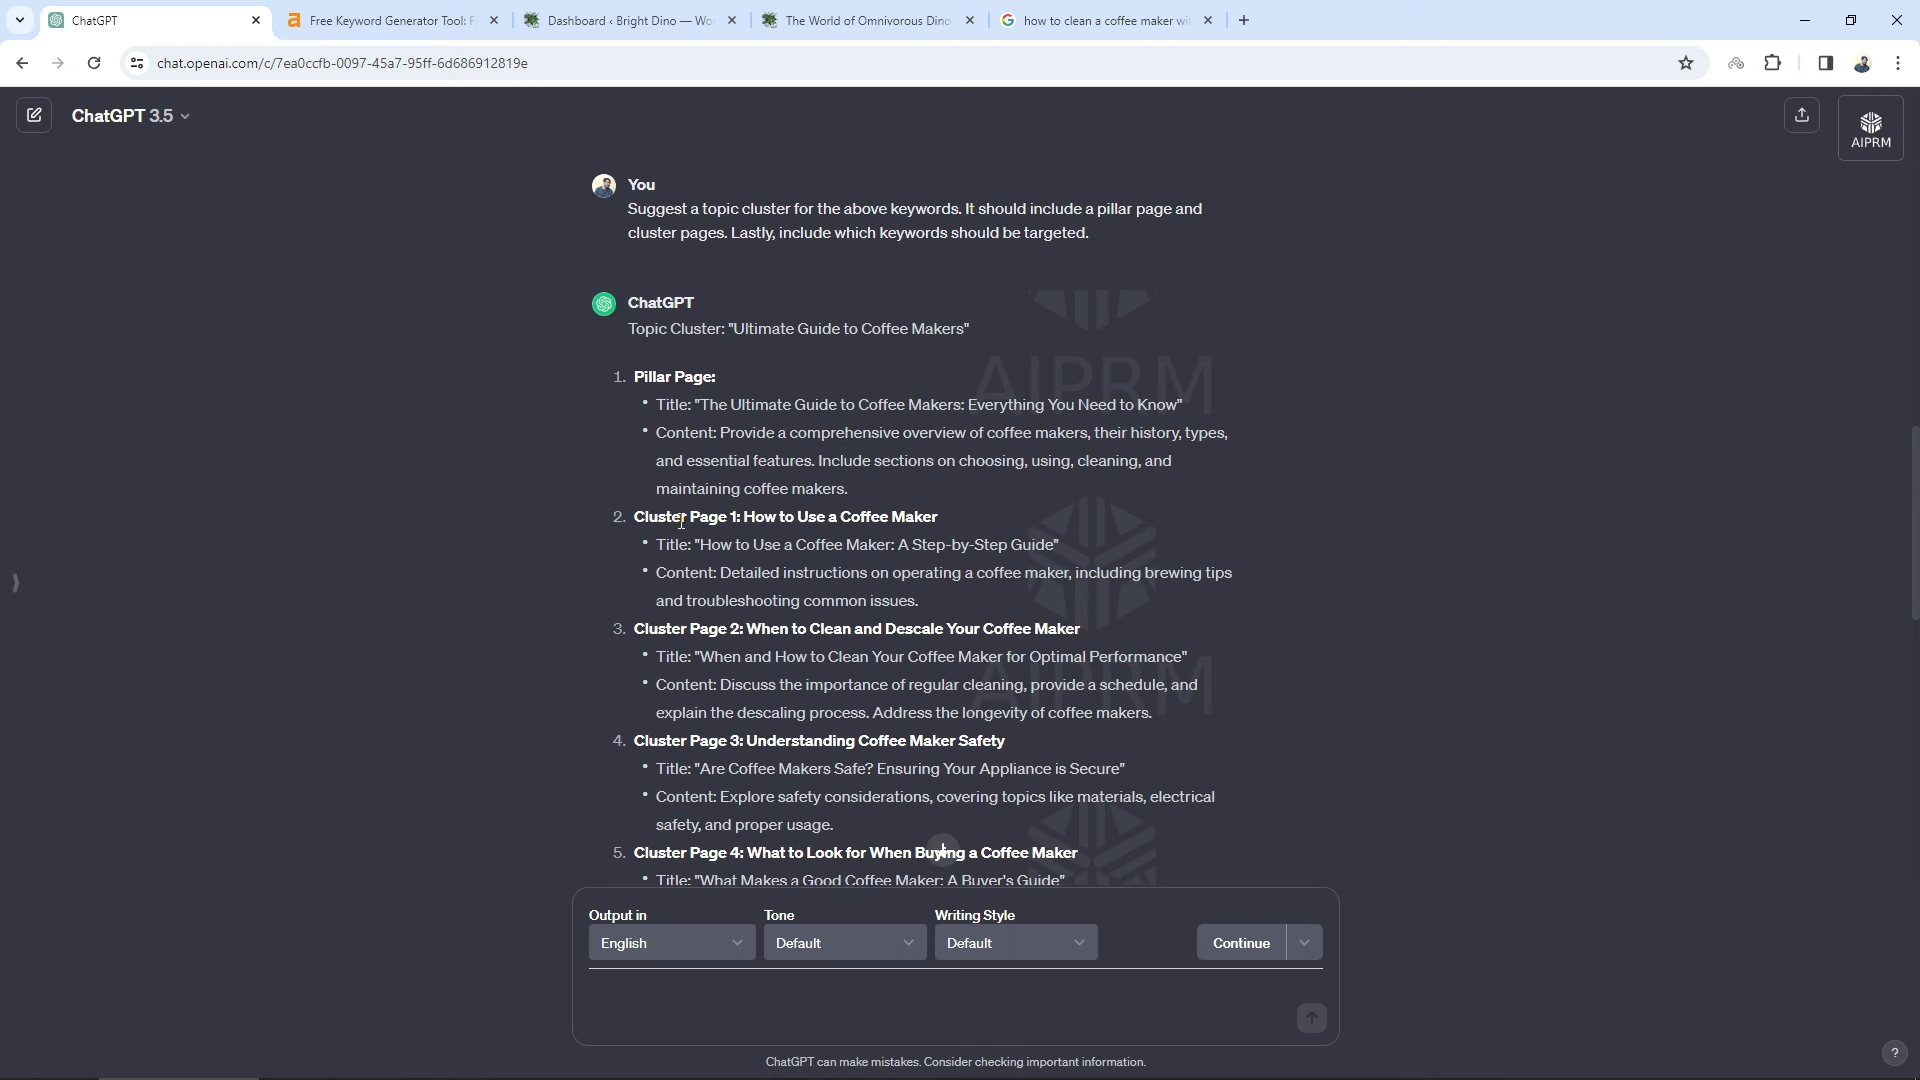 ChatGPT
Free Keyword Generator Tool: F
Dashboard ‹ Bright Dino — Wo
The World of Omnivorous Dino
how to clean a coffee maker wi
chat.openai.com/c/7ea0ccfb-0097-45a7-95ff-6d686912819e
ChatGPT 3.5
AIPRM
You
Suggest a topic cluster for the above keywords. It should include a pillar page and
cluster pages. Lastly, include which keywords should be targeted.
ChatGPT
Topic Cluster: "Ultimate Guide to Coffee Makers"
AIPRM
1. Pillar Page:
• Title: "The Ultimate Guide to Coffee Makers: Everything You Need to Know"
• Content: Provide a comprehensive overview of coffee makers, their history, types,
and essential features. Include sections on choosing, using, cleaning, and
maintaining coffee makers.
2. Cluster Page 1: How to Use a Coffee Maker
• Title: "How to Use a Coffee Maker: A Step-by-Step Guide"
• Content: Detailed instructions on operating a coffee maker, including brewing tips
and troubleshooting common issues.
3. Cluster Page 2: When to Clean and Descale Your Coffee Maker
• Title: "When and How to Clean Your Coffee Maker for Optimal Performance"
AIPRM
• Content: Discuss the importance of regular cleaning, provide a schedule, and
explain the descaling process. Address the longevity of coffee makers.
4. Cluster Page 3: Understanding Coffee Maker Safety
• Title: "Are Coffee Makers Safe? Ensuring Your Appliance is Secure"
• Content: Explore safety considerations, covering topics like materials, electrical
safety, and proper usage.
5. Cluster Page 4: What to Look for When Buying a Coffee Maker
• Title: "What Makes a Good Coffee Maker: A Buyer's Guide"
Output in
Tone
Writing Style
English
Default
Default
Continue
ChatGPT can make mistakes. Consider checking important information.
?